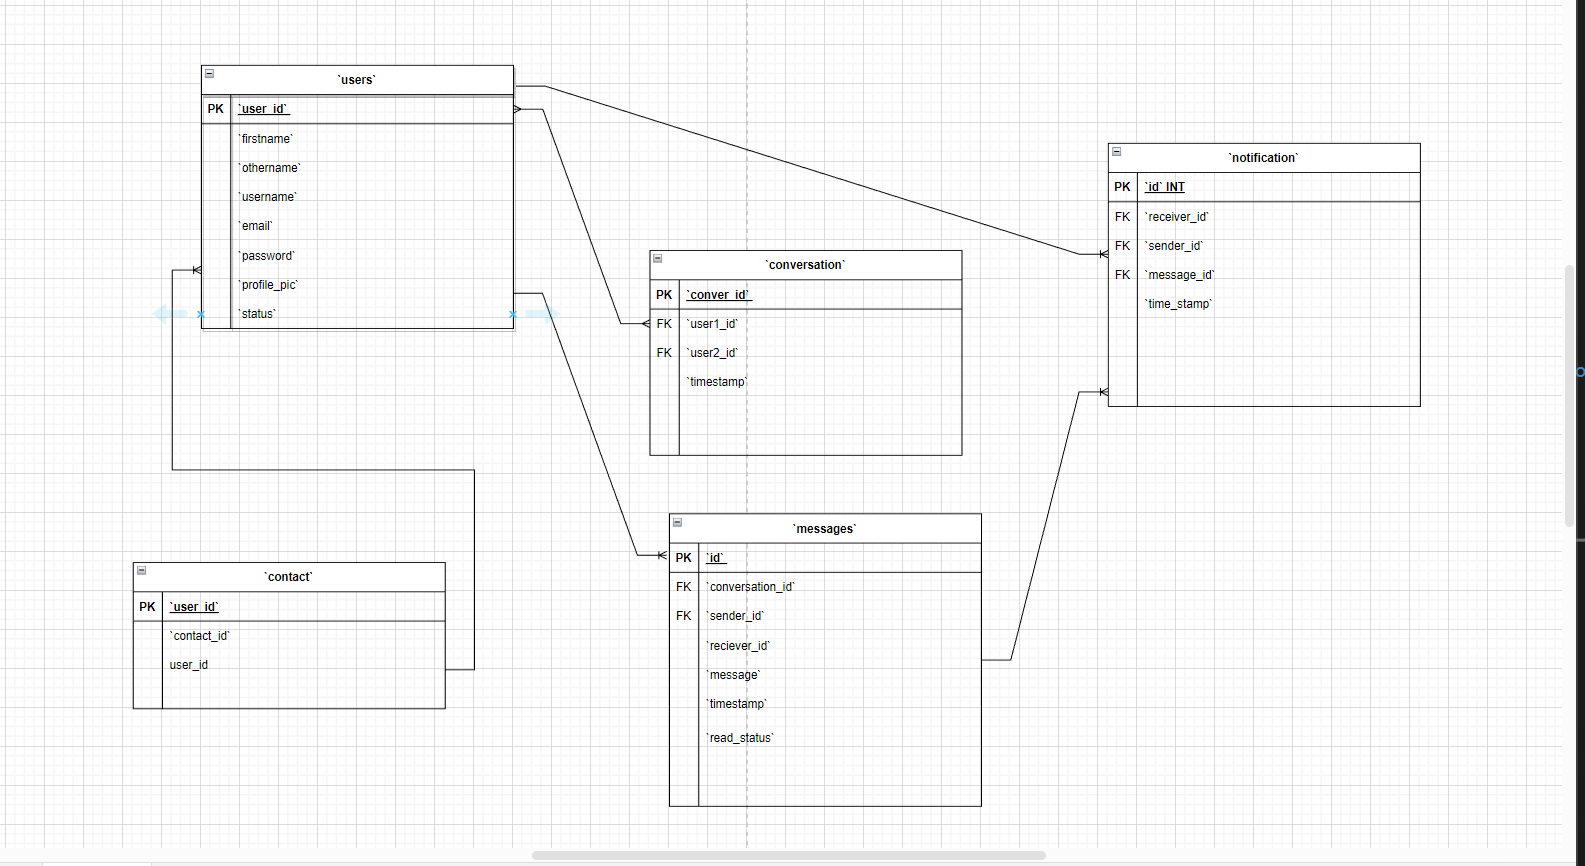 `users`
PK `user_id`
`firstname`
`othername`
`username`
`email`
`password`
`profile_pic`
`status`
`notification`
PK `id` INT
FK `receiver_id`
FK `sender_id`
FK `message_id`
`time_stamp`
`conversation`
PK `conver_id`
FK `user1_id`
FK `user2_id`
`timestamp`
`messages`
PK `id`
FK `conversation_id`
FK `sender_id`
`reciever_id`
`message`
`timestamp`
`read_status`
`contact`
PK `user_id`
`contact_id`
user_id